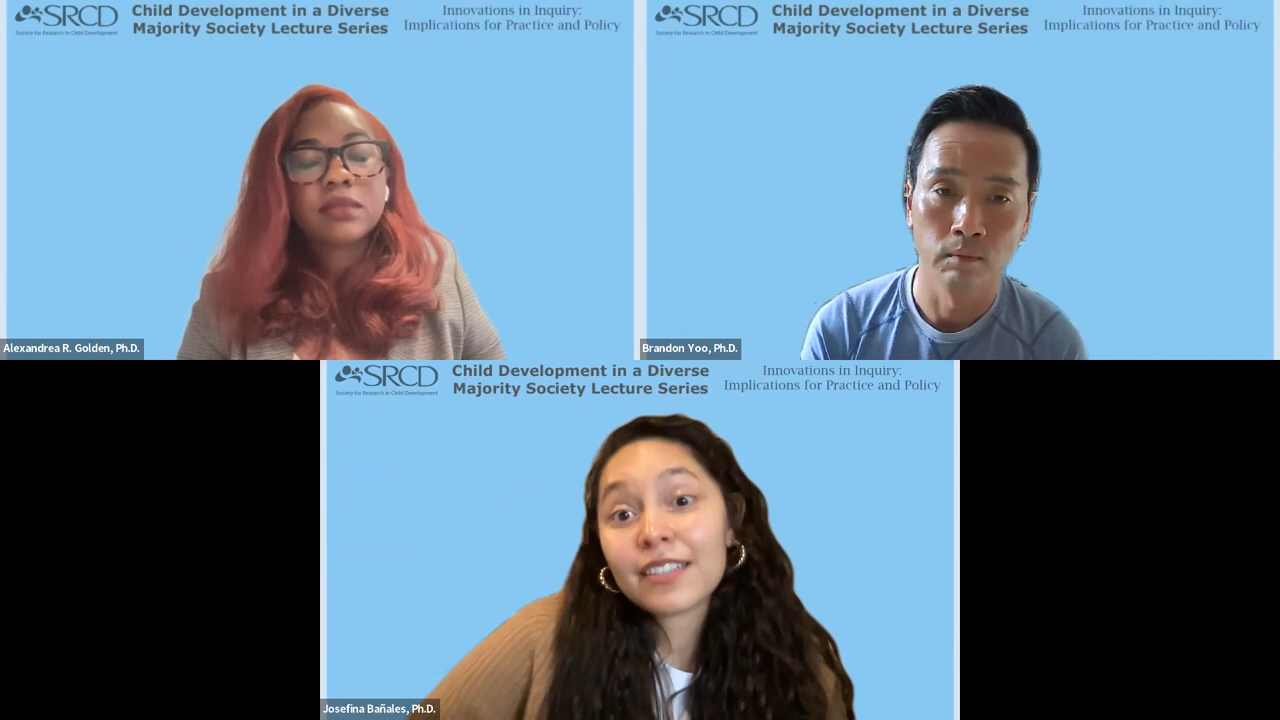 SRCD
Society for Research in Child Development
Child Development in a Diverse
Majority Society Lecture Series
Innovations in Inquiry:
Implications for Practice and Policy
Alexandrea R. Golden, Ph.D.
SRCD
Society for Research in Child Development
Child Development in a Diverse
Majority Society Lecture Series
Innovations in Inquiry:
Implications for Practice and Policy
Brandon Yoo, Ph.D.
SRCD
Society for Research in Child Development
Child Development in a Diverse
Majority Society Lecture Series
Innovations in Inquiry:
Implications for Practice and Policy
Josefina Bañales, Ph.D.